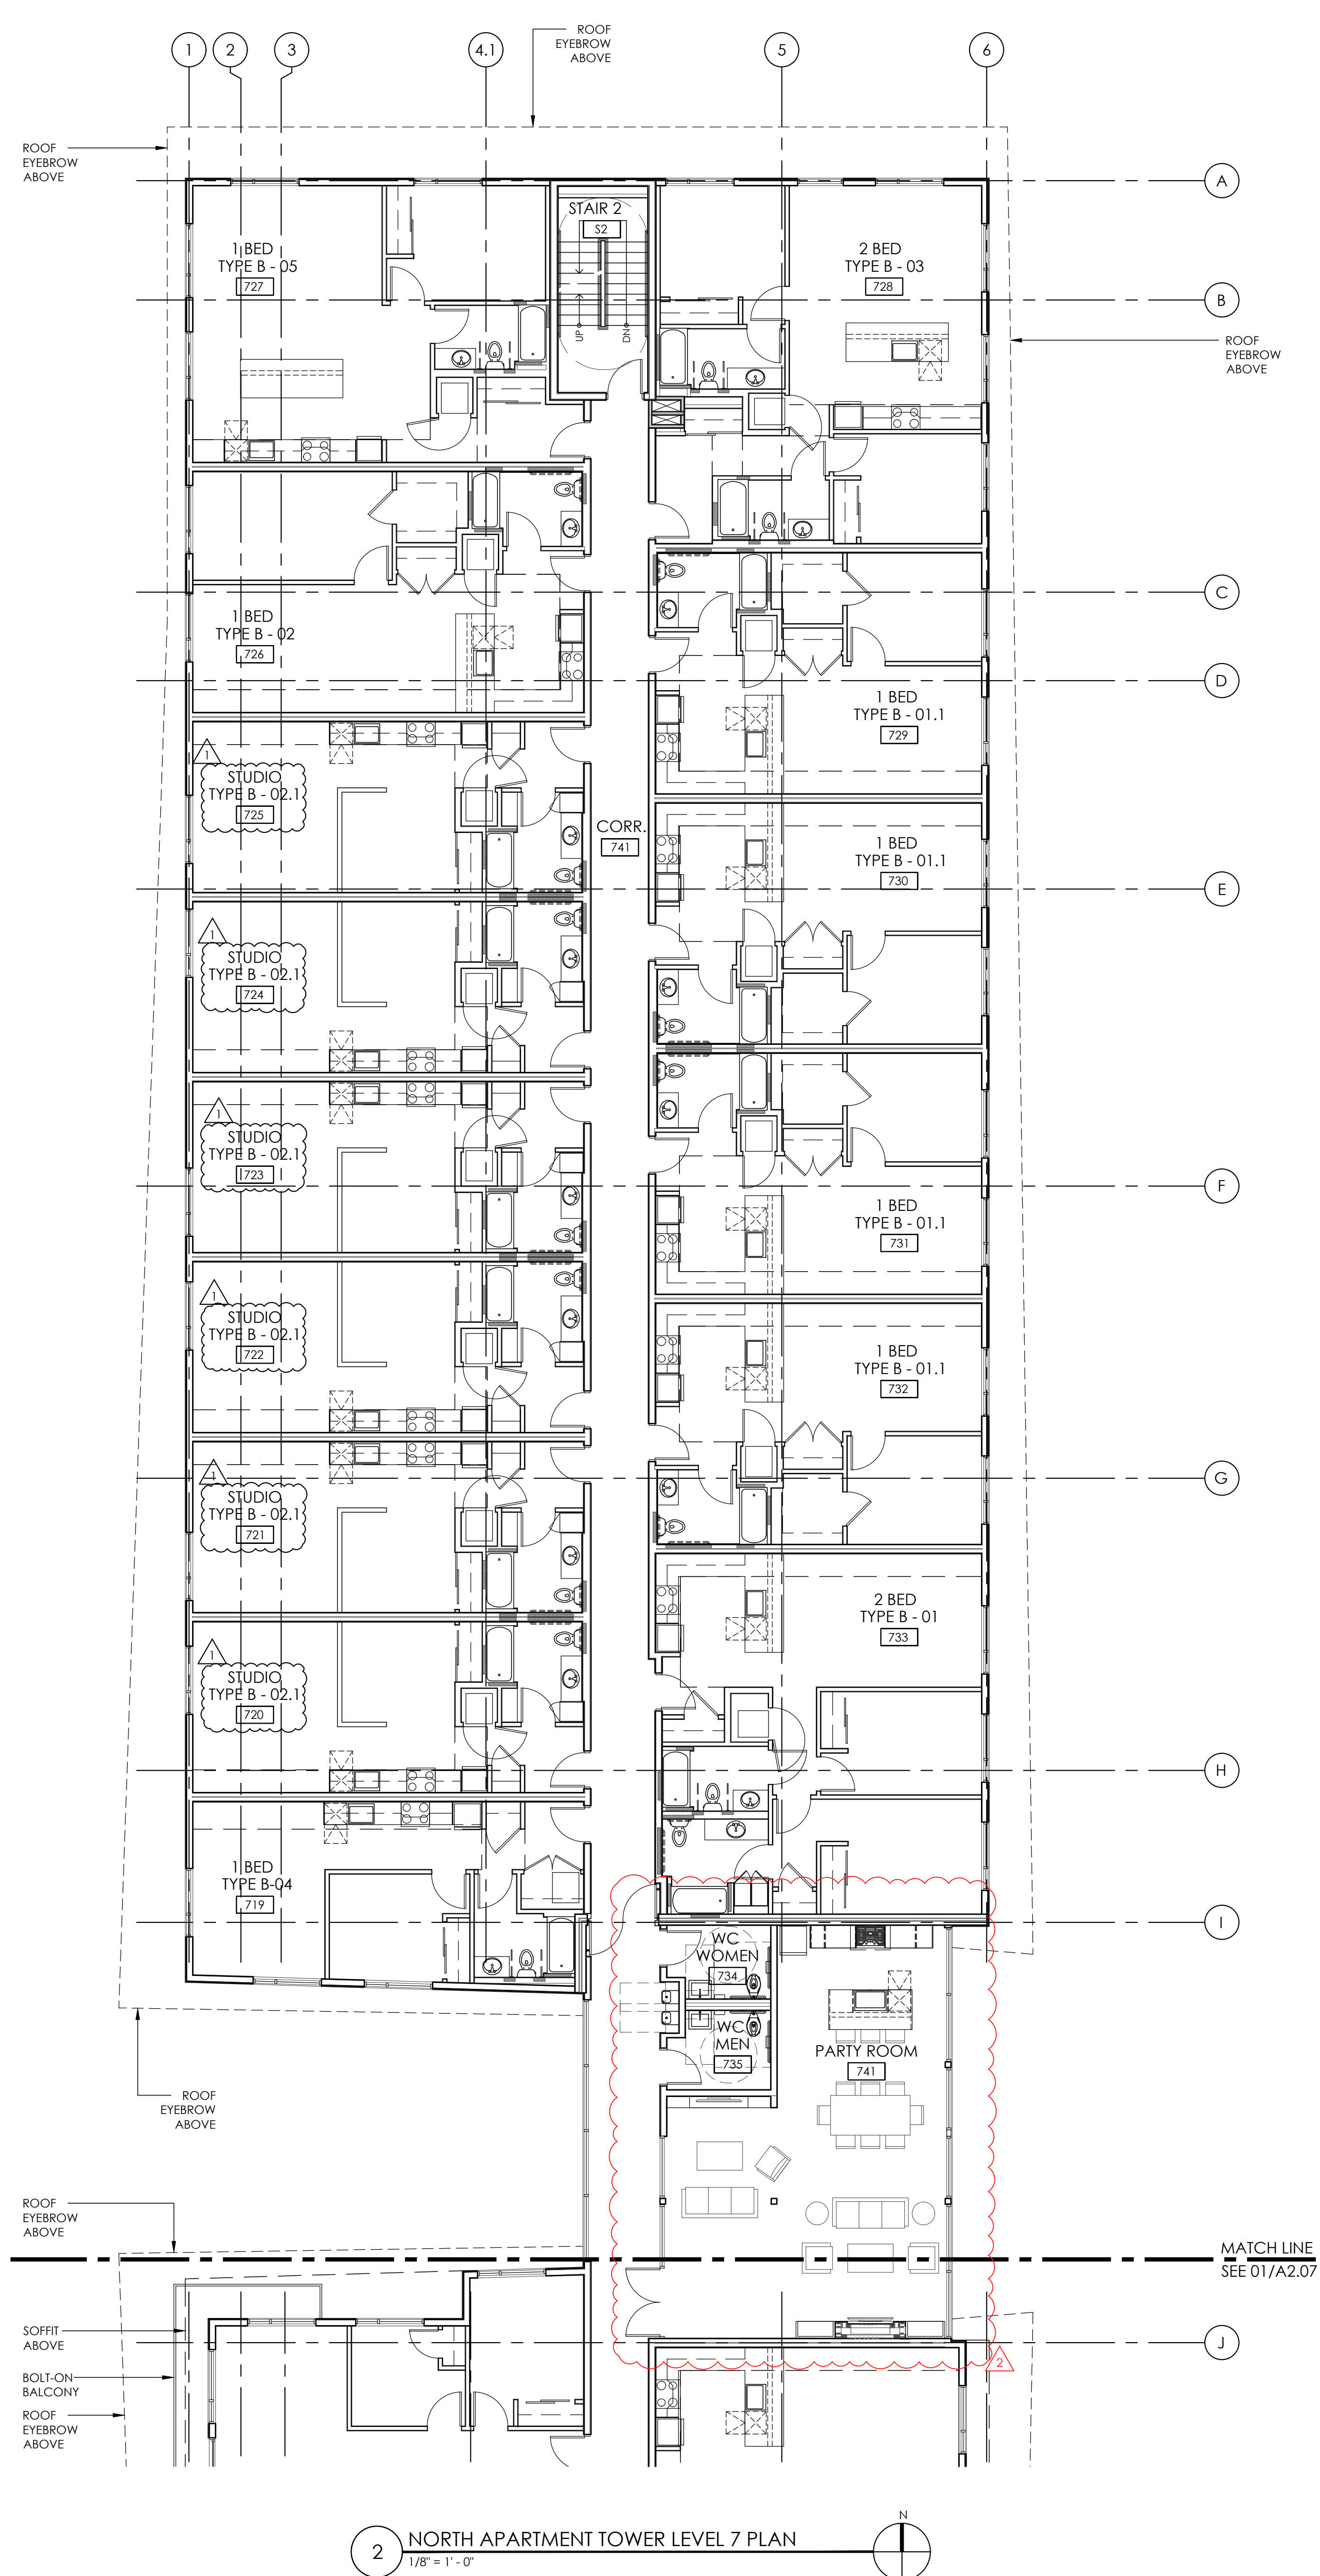 ROOF
EYEBROW
ABOVE
1
2
3
4.1
5
6
ROOF
EYEBROW
ABOVE
A
STAIR 2
S2
UP
DN
1 BED
TYPE B - 05
727
2 BED
TYPE B - 03
728
B
ROOF
EYEBROW
ABOVE
C
1 BED
TYPE B - 02
726
D
1 BED
TYPE B - 01.1
729
1
STUDIO
TYPE B - 02.1
725
CORR.
741
1 BED
TYPE B - 01.1
730
E
1
STUDIO
TYPE B - 02.1
724
1
STUDIO
TYPE B - 02.1
723
F
1 BED
TYPE B - 01.1
731
1
STUDIO
TYPE B - 02.1
722
1 BED
TYPE B - 01.1
732
G
1
STUDIO
TYPE B - 02.1
721
2 BED
TYPE B - 01
733
1
STUDIO
TYPE B - 02.1
720
H
1 BED
TYPE B-04
719
I
WC
WOMEN
734
WC
MEN
735
PARTY ROOM
741
ROOF
EYEBROW
ABOVE
ROOF
EYEBROW
ABOVE
MATCH LINE
SEE 01/A2.07
SOFFIT
ABOVE
J
2
BOLT-ON
BALCONY
ROOF
EYEBROW
ABOVE
N
2
NORTH APARTMENT TOWER LEVEL 7 PLAN
1/8" = 1' - 0"